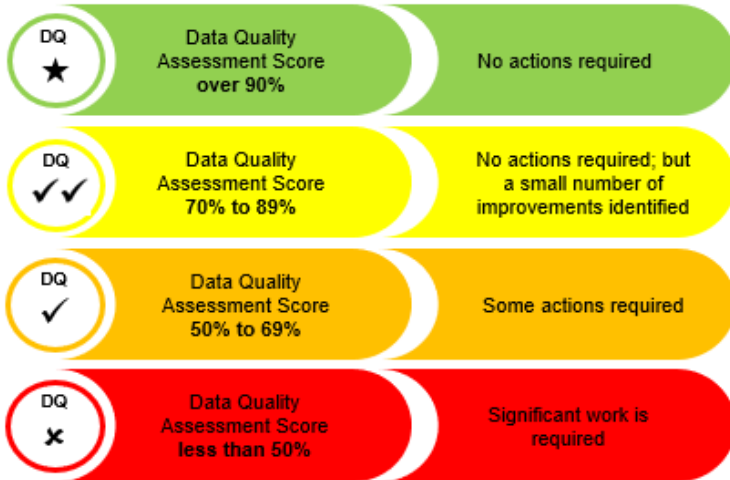 DQ
★
Data Quality
Assessment Score
over 90%
No actions required
DQ
✓✓
Data Quality
Assessment Score
70% to 89%
No actions required; but
a small number of
improvements identified
DQ
✓
Data Quality
Assessment Score
50% to 69%
Some actions required
DQ
✘
Data Quality
Assessment Score
less than 50%
Significant work is
required